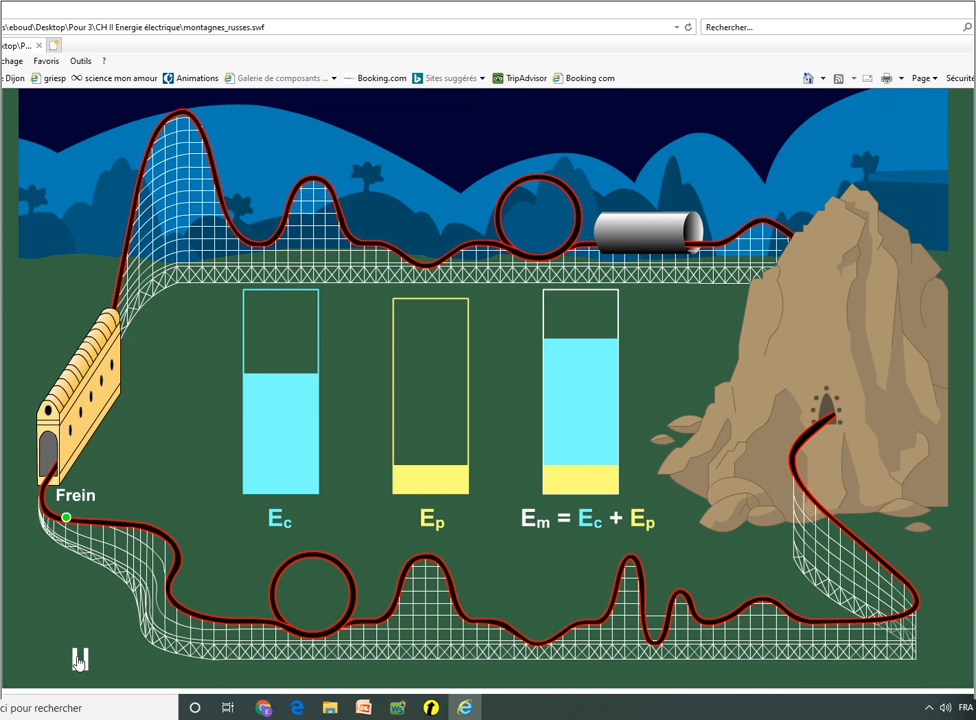 s\eboud\Desktop\Pour 3\CH II Energie électrique\montagnes_russes.swf
Rechercher...
ktop\P...
chage Favoris Outils ?
Dijon griesp science mon amour Animations Galerie de composants ... Booking.com Sites suggérés TripAdvisor Booking com Page Sécurité
Frein
Ec Ep Em = Ec + Ep
ci pour rechercher
FRA